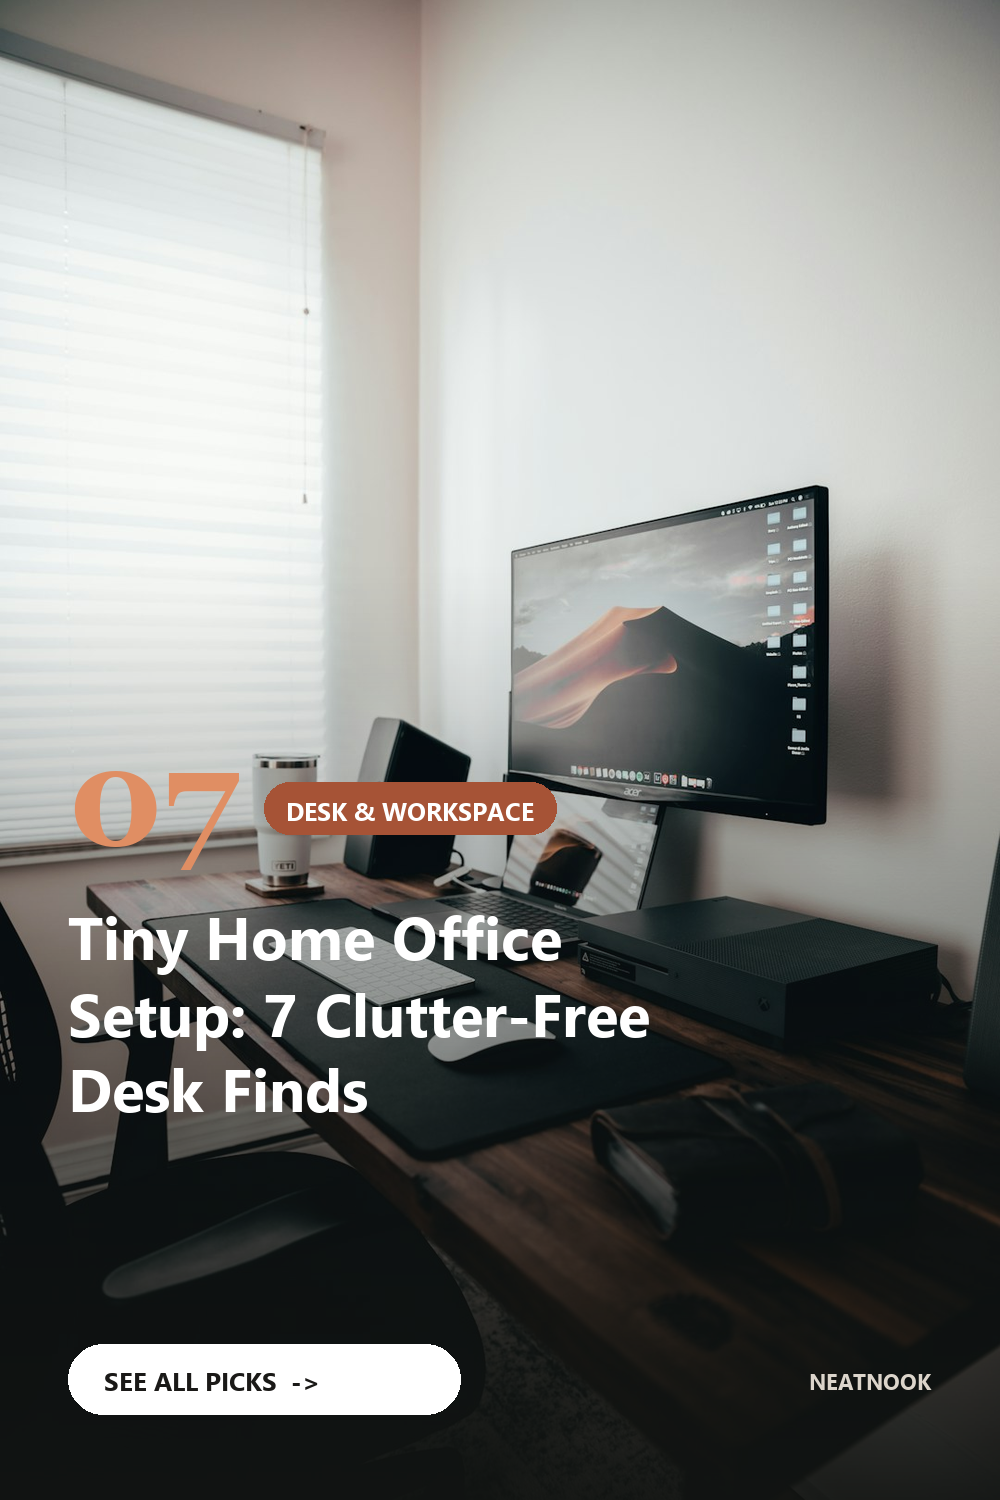 acer
YETI
07
DESK & WORKSPACE
Tiny Home Office
Setup: 7 Clutter-Free
Desk Finds
SEE ALL PICKS ->
NEATNOOK